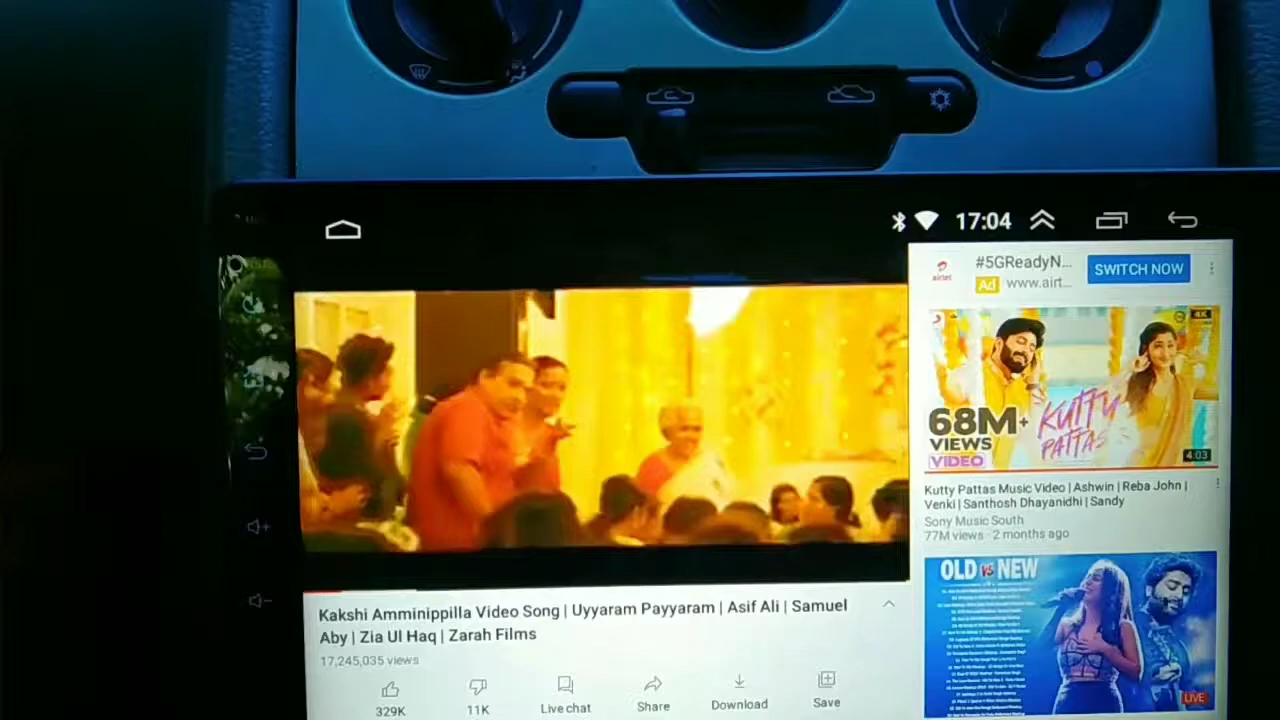 17:04
airtel
#5GReadyN...
Ad
www.airt...
SWITCH NOW
4K
68M+
VIEWS
VIDEO
KUTTY
PATTAS
4:03
Kutty Pattas Music Video | Ashwin | Reba John |
Venki | Santhosh Dhayanidhi | Sandy
Sony Music South
77M views · 2 months ago
OLD vs NEW
LIVE
Kakshi Amminippilla Video Song | Uyyaram Payyaram | Asif Ali | Samuel
Aby | Zia Ul Haq | Zarah Films
17,245,035 views
329K
11K
Live chat
Share
Download
Save